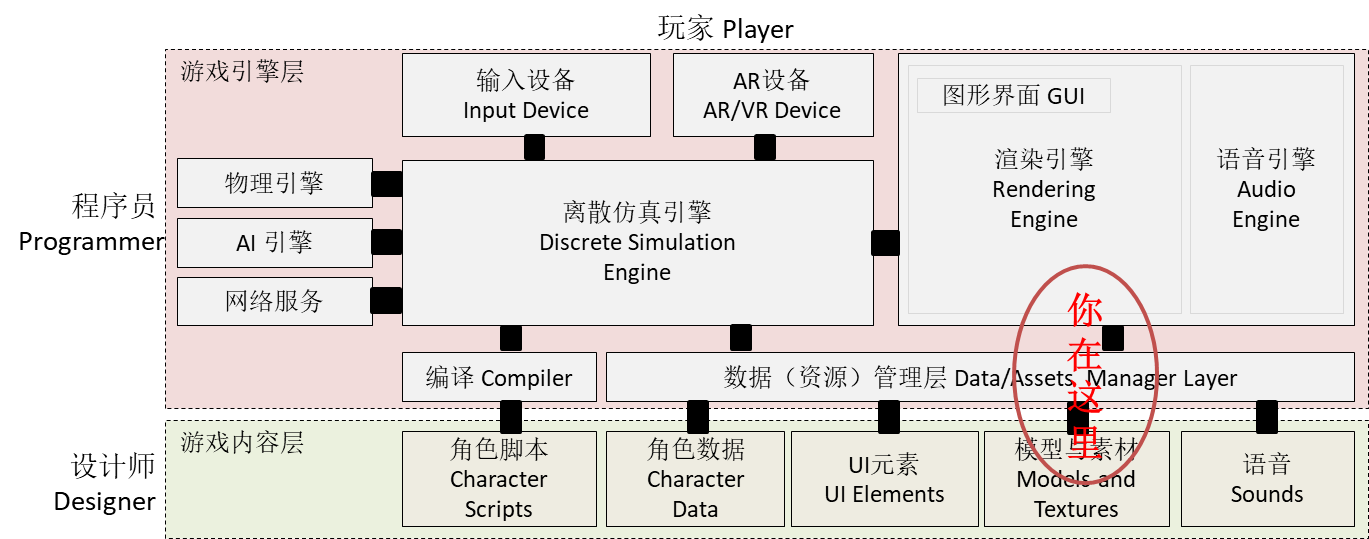 玩家 Player
游戏引擎层
输入设备
Input Device
AR设备
AR/VR Device
图形界面 GUI
渲染引擎
Rendering
Engine
语音引擎
Audio
Engine
程序员
Programmer
物理引擎
AI 引擎
网络服务
离散仿真引擎
Discrete Simulation
Engine
编译 Compiler
数据（资源）管理层 Data/Assets Manager Layer
你
在
这
里
设计师
Designer
游戏内容层
角色脚本
Character
Scripts
角色数据
Character
Data
UI元素
UI Elements
模型与素材
Models and
Textures
语音
Sounds